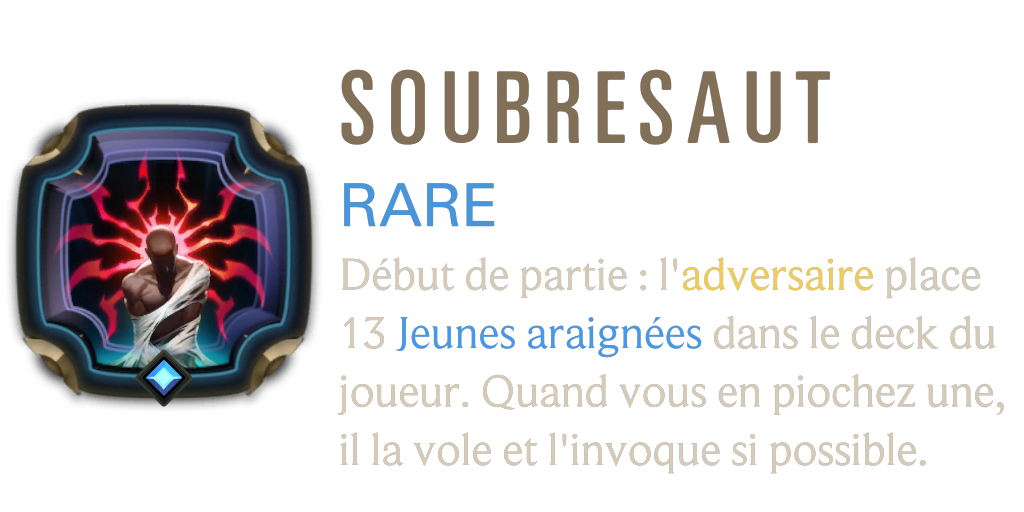 SOUBRESAUT
RARE
Début de partie : l'adversaire place
13 Jeunes araignées dans le deck du
joueur. Quand vous en piochez une,
il la vole et l'invoque si possible.